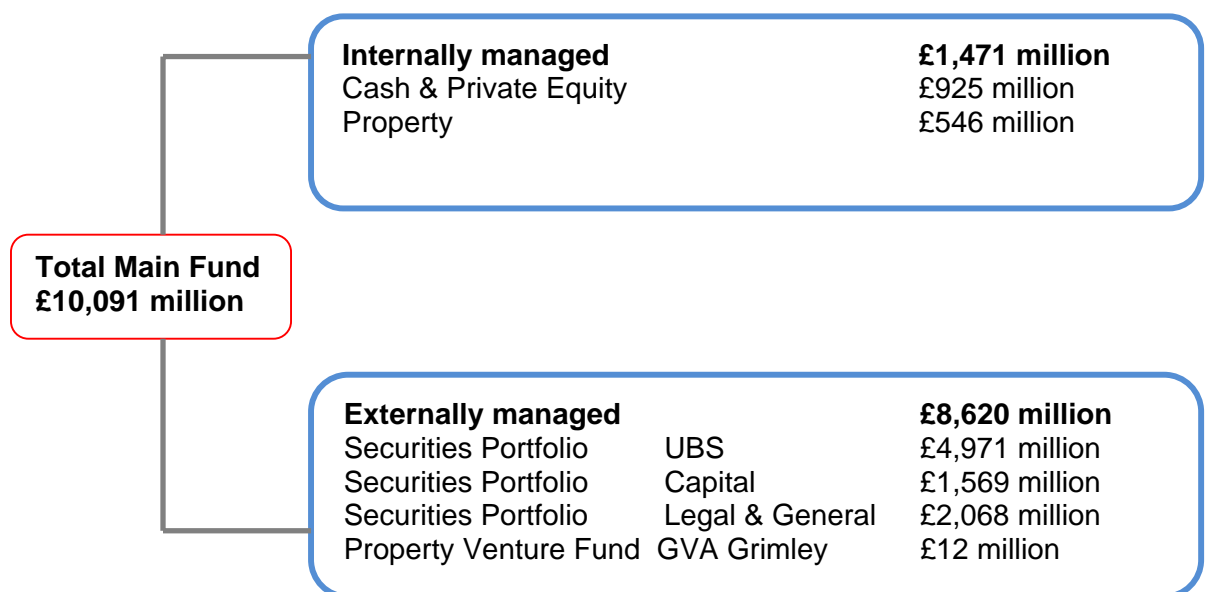 Internally managed £1,471 million
Cash & Private Equity £925 million
Property £546 million
Total Main Fund
£10,091 million
Externally managed £8,620 million
Securities Portfolio UBS £4,971 million
Securities Portfolio Capital £1,569 million
Securities Portfolio Legal & General £2,068 million
Property Venture Fund GVA Grimley £12 million